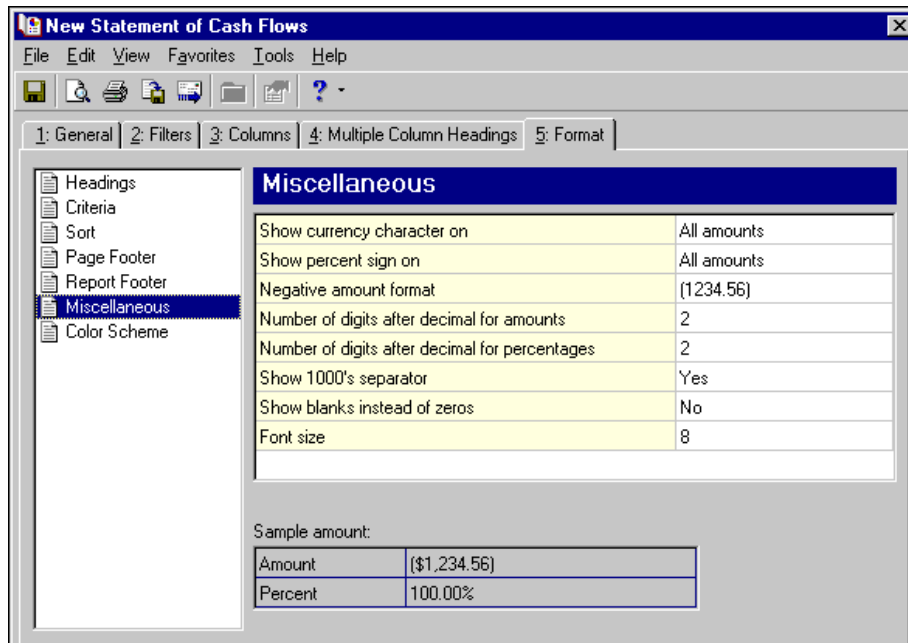 New Statement of Cash Flows
File Edit View Favorites Tools Help
?
1: General 2: Filters 3: Columns 4: Multiple Column Headings 5: Format
Headings
Criteria
Sort
Page Footer
Report Footer
Miscellaneous
Color Scheme
Miscellaneous
Show currency character on All amounts
Show percent sign on All amounts
Negative amount format (1234.56)
Number of digits after decimal for amounts 2
Number of digits after decimal for percentages 2
Show 1000's separator Yes
Show blanks instead of zeros No
Font size 8
Sample amount:
Amount ($1,234.56)
Percent 100.00%